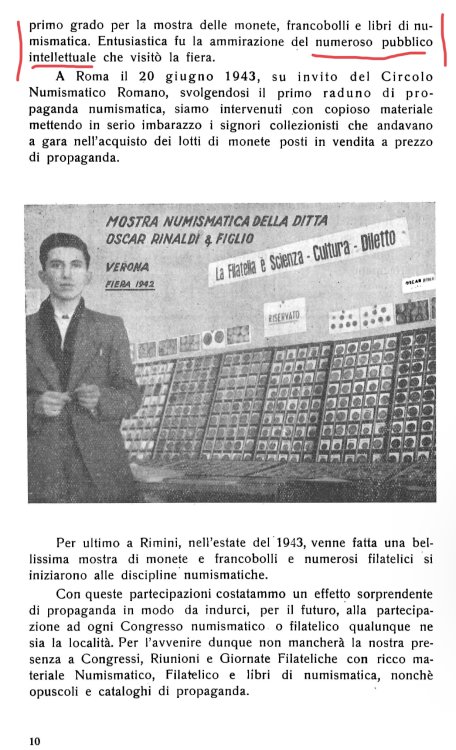 primo grado per la mostra delle monete, francobolli e libri di nu-
mismatica. Entusiastica fu la ammirazione del numeroso pubblico
intellettuale che visitò la fiera.
A Roma il 20 giugno 1943, su invito del Circolo
Numismatico Romano, svolgendosi il primo raduno di pro-
paganda numismatica, siamo intervenuti con copioso materiale
mettendo in serio imbarazzo i signori collezionisti che andavano
a gara nell'acquisto dei lotti di monete posti in vendita a prezzo
di propaganda.
MOSTRA NUMISMATICA DELLA DITTA
OSCAR RINALDI & FIGLIO
VERONA
FIERA 1942
La Filatelia è Scienza - Cultura - Diletto
RISERVATO
OSCAR
Per ultimo a Rimini, nell'estate del 1943, venne fatta una bel-
lissima mostra di monete e francobolli e numerosi filatelici si
iniziarono alle discipline numismatiche.
Con queste partecipazioni costatammo un effetto sorprendente
di propaganda in modo da indurci, per il futuro, alla partecipa-
zione ad ogni Congresso numismatico o filatelico qualunque ne
sia la località. Per l'avvenire dunque non mancherà la nostra pre-
senza a Congressi, Riunioni e Giornate Filateliche con ricco ma-
teriale Numismatico, Filatelico e libri di numismatica, nonchè
opuscoli e cataloghi di propaganda.
10